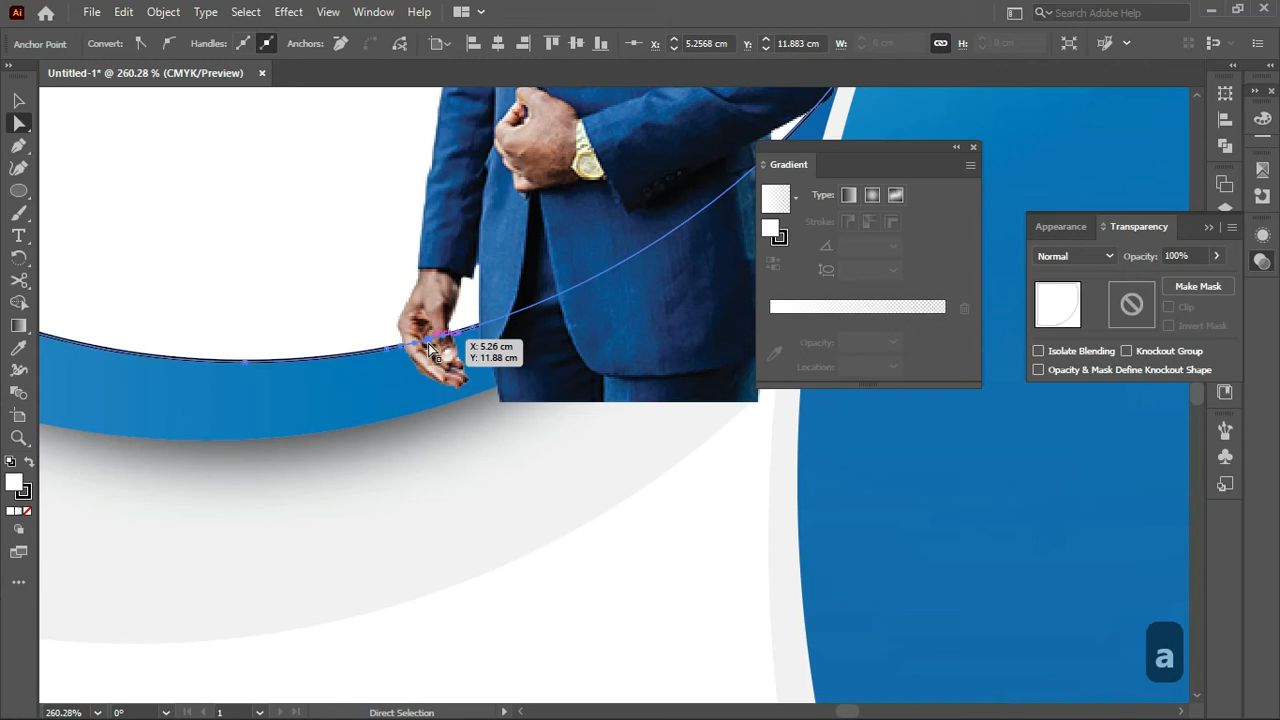 Ai File Edit Object Type Select Effect View Window Help Search Adobe Help
Anchor Point Convert: Handles: Anchors: X: 5.2568 cm Y: 11.883 cm W: 0 cm H: 0 cm
Untitled-1* @ 260.28 % (CMYK/Preview)
Gradient
Type:
Stroke:
Opacity:
Location:
Appearance Transparency
Normal Opacity: 100%
Make Mask
Clip
Invert Mask
Isolate Blending Knockout Group
Opacity & Mask Define Knockout Shape
X: 5.26 cm
Y: 11.88 cm
a
260.28% 0° 1 Direct Selection